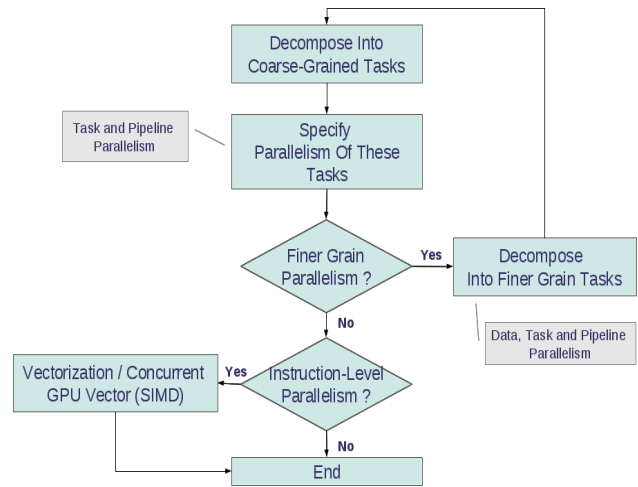 Decompose Into
Coarse-Grained Tasks
Task and Pipeline
Parallelism
Specify
Parallelism Of These
Tasks
Finer Grain
Parallelism ?
Yes
Decompose
Into Finer Grain Tasks
No
Data, Task and Pipeline
Parallelism
Vectorization / Concurrent
GPU Vector (SIMD)
Yes
Instruction-Level
Parallelism ?
No
End